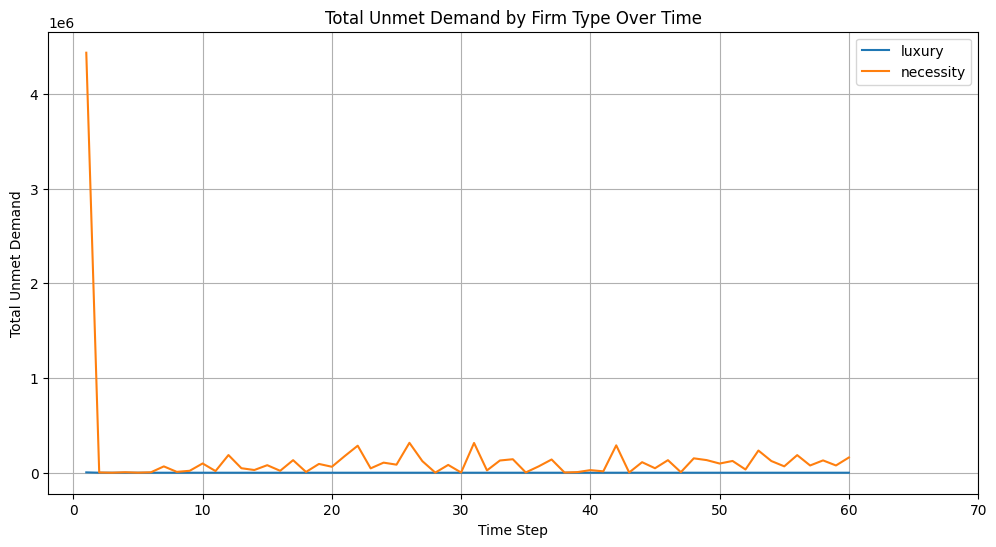 Total Unmet Demand by Firm Type Over Time
1e6
luxury
necessity
4
3
2
1
0
Total Unmet Demand
0 10 20 30 40 50 60 70
Time Step